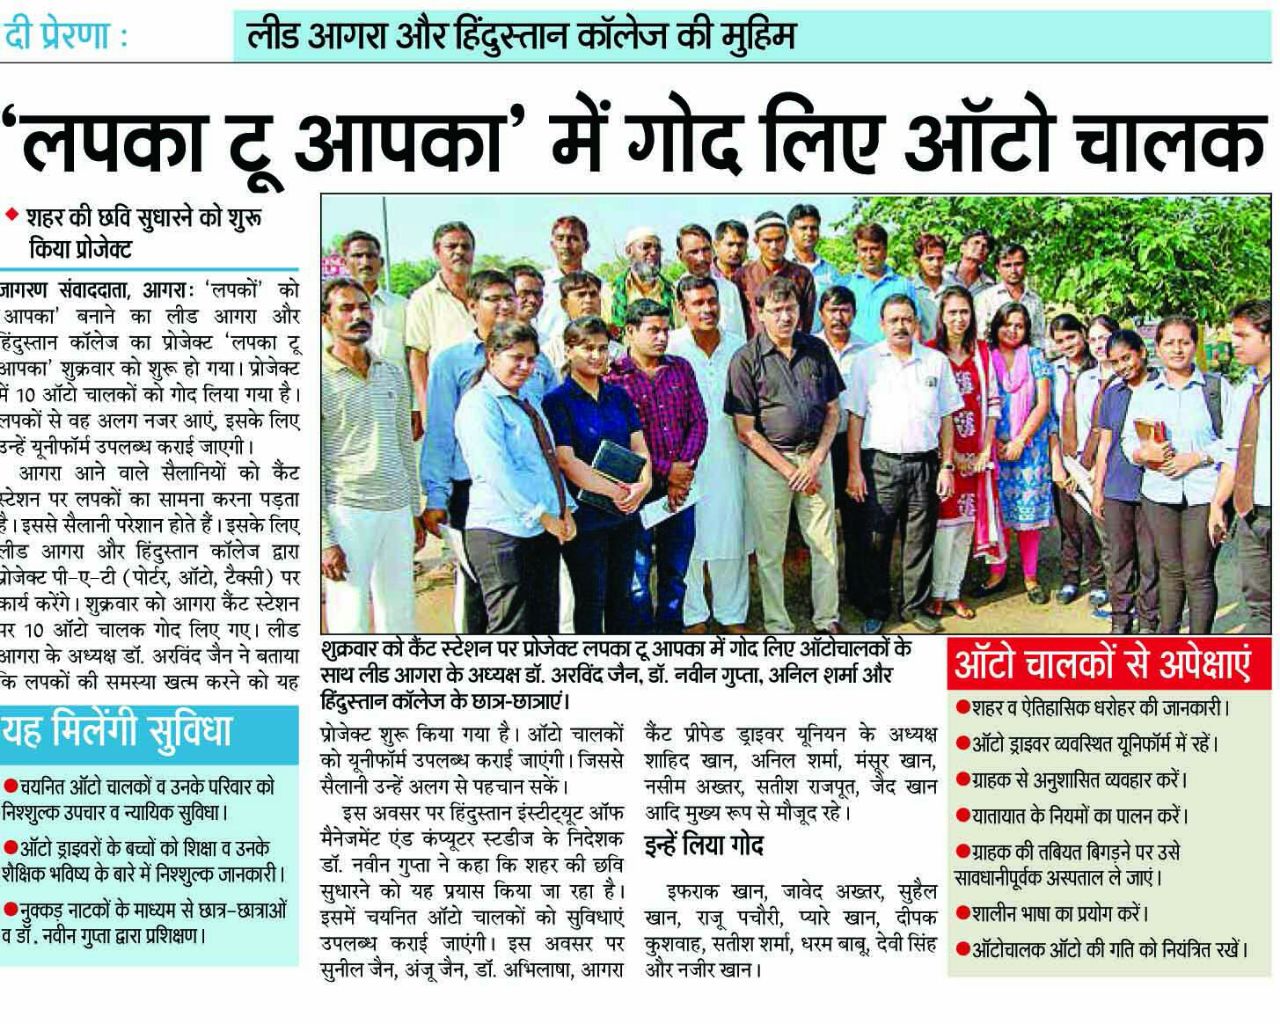 दी प्रेरणा :
लीड आगरा और हिंदुस्तान कॉलेज की मुहिम
‘लपका टू आपका’ में गोद लिए ऑटो चालक
शहर की छवि सुधारने को शुरू
किया प्रोजेक्ट
जागरण संवाददाता, आगरा: ‘लपकों’ को
‘आपका’ बनाने का लीड आगरा और
हिंदुस्तान कॉलेज का प्रोजेक्ट ‘लपका टू
आपका’ शुक्रवार को शुरू हो गया। प्रोजेक्ट
में 10 ऑटो चालकों को गोद लिया गया है।
लपकों से वह अलग नजर आएं, इसके लिए
उन्हें यूनीफॉर्म उपलब्ध कराई जाएगी।
आगरा आने वाले सैलानियों को कैंट
स्टेशन पर लपकों का सामना करना पड़ता
है। इससे सैलानी परेशान होते हैं। इसके लिए
लीड आगरा और हिंदुस्तान कॉलेज द्वारा
प्रोजेक्ट पी-ए-टी (पोर्टर, ऑटो, टैक्सी) पर
कार्य करेंगे। शुक्रवार को आगरा कैंट स्टेशन
पर 10 ऑटो चालक गोद लिए गए। लीड
आगरा के अध्यक्ष डॉ. अरविंद जैन ने बताया
कि लपकों की समस्या खत्म करने को यह
यह मिलेंगी सुविधा
●चयनित ऑटो चालकों व उनके परिवार को
निश्शुल्क उपचार व न्यायिक सुविधा।
●ऑटो ड्राइवरों के बच्चों को शिक्षा व उनके
शैक्षिक भविष्य के बारे में निश्शुल्क जानकारी।
●नुक्कड़ नाटकों के माध्यम से छात्र-छात्राओं
व डॉ. नवीन गुप्ता द्वारा प्रशिक्षण।
शुक्रवार को कैंट स्टेशन पर प्रोजेक्ट लपका टू आपका में गोद लिए ऑटोचालकों के
साथ लीड आगरा के अध्यक्ष डॉ. अरविंद जैन, डॉ. नवीन गुप्ता, अनिल शर्मा और
हिंदुस्तान कॉलेज के छात्र-छात्राएं।
प्रोजेक्ट शुरू किया गया है। ऑटो चालकों
को यूनीफॉर्म उपलब्ध कराई जाएंगी। जिससे
सैलानी उन्हें अलग से पहचान सकें।
इस अवसर पर हिंदुस्तान इंस्टीट्यूट ऑफ
मैनेजमेंट एंड कंप्यूटर स्टडीज के निदेशक
डॉ. नवीन गुप्ता ने कहा कि शहर की छवि
सुधारने को यह प्रयास किया जा रहा है।
इसमें चयनित ऑटो चालकों को सुविधाएं
उपलब्ध कराई जाएंगी। इस अवसर पर
सुनील जैन, अंजू जैन, डॉ. अभिलाषा, आगरा
कैंट प्रीपेड ड्राइवर यूनियन के अध्यक्ष
शाहिद खान, अनिल शर्मा, मंसूर खान,
नसीम अख्तर, सतीश राजपूत, जैद खान
आदि मुख्य रूप से मौजूद रहे।
इन्हें लिया गोद
इफराक खान, जावेद अख्तर, सुहैल
खान, राजू पचौरी, प्यारे खान, दीपक
कुशवाह, सतीश शर्मा, धरम बाबू, देवी सिंह
और नजीर खान।
ऑटो चालकों से अपेक्षाएं
●शहर व ऐतिहासिक धरोहर की जानकारी।
●ऑटो ड्राइवर व्यवस्थित यूनिफॉर्म में रहें।
●ग्राहक से अनुशासित व्यवहार करें।
●यातायात के नियमों का पालन करें।
●ग्राहक की तबियत बिगड़ने पर उसे
सावधानीपूर्वक अस्पताल ले जाएं।
●शालीन भाषा का प्रयोग करें।
●ऑटोचालक ऑटो की गति को नियंत्रित रखें।